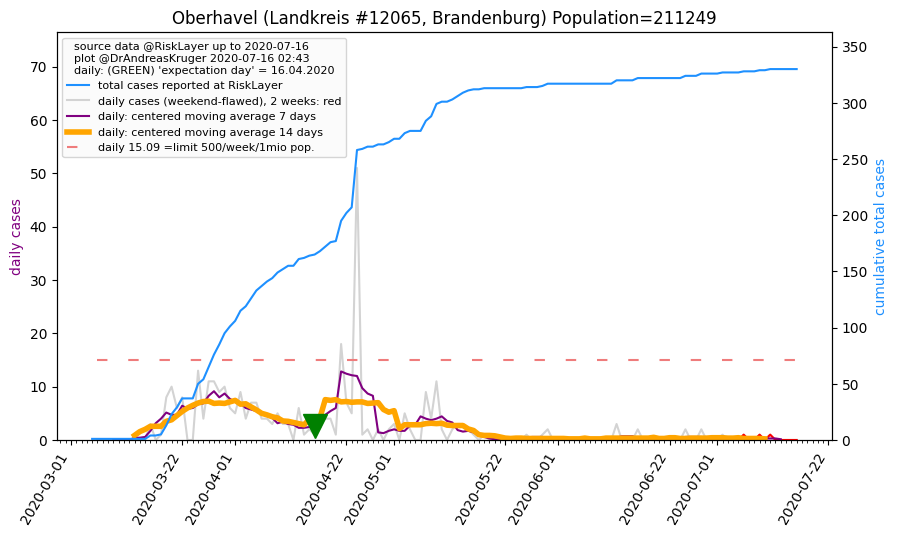 Oberhavel (Landkreis #12065, Brandenburg) Population=211249
source data @RiskLayer up to 2020-07-16
plot @DrAndreasKruger 2020-07-16 02:43
daily: (GREEN) 'expectation day' = 16.04.2020
total cases reported at RiskLayer
daily cases (weekend-flawed), 2 weeks: red
daily: centered moving average 7 days
daily: centered moving average 14 days
daily 15.09 =limit 500/week/1mio pop.
daily cases
70
60
50
40
30
20
10
0
350
300
250
200
150
100
50
0
cumulative total cases
2020-03-01
2020-03-22
2020-04-01
2020-04-22
2020-05-01
2020-05-22
2020-06-01
2020-06-22
2020-07-01
2020-07-22